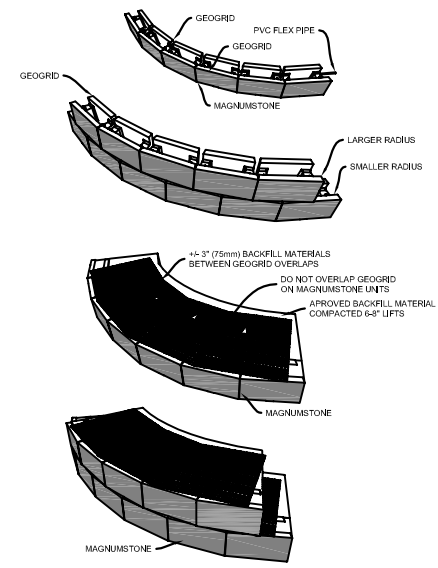 GEOGRID
GEOGRID
PVC FLEX PIPE
MAGNUMSTONE
GEOGRID
LARGER RADIUS
SMALLER RADIUS
+/- 3" (75mm) BACKFILL MATERIALS
BETWEEN GEOGRID OVERLAPS
DO NOT OVERLAP GEOGRID
ON MAGNUMSTONE UNITS
APROVED BACKFILL MATERIAL
COMPACTED 6-8" LIFTS
MAGNUMSTONE
MAGNUMSTONE